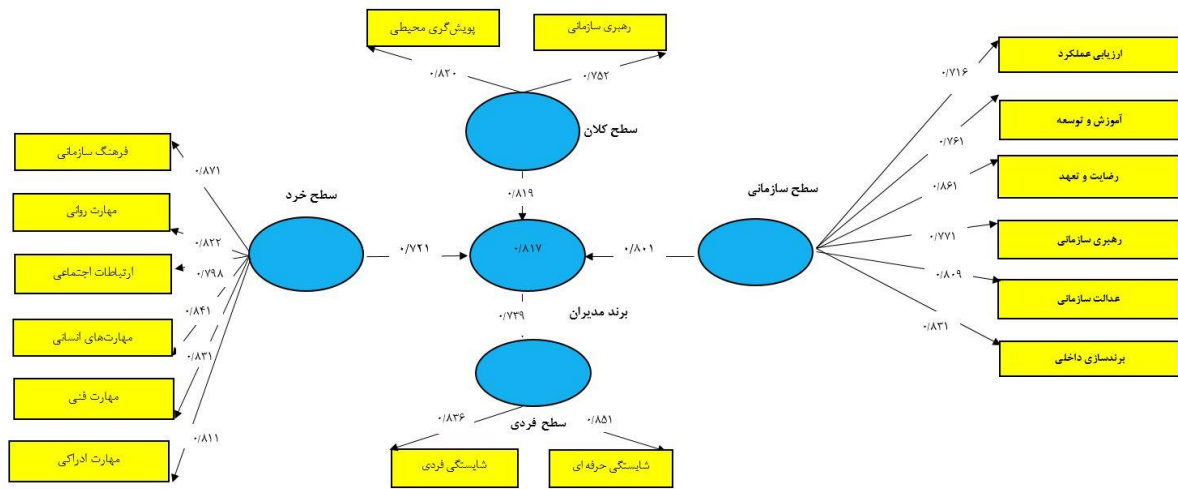 پویش‌گری محیطی
رهبری سازمانی
۰/۸۲۰
۰/۷۵۲
سطح کلان
۰/۸۱۹
ارزیابی عملکرد
آموزش و توسعه
رضایت و تعهد
رهبری سازمانی
عدالت سازمانی
برندسازی داخلی
۰/۷۱۶
۰/۷۶۱
۰/۸۶۱
۰/۷۷۱
۰/۸۰۹
۰/۸۳۱
سطح سازمانی
۰/۸۰۱
۰/۸۱۷
برند مدیران
۰/۷۲۱
سطح خرد
فرهنگ سازمانی
مهارت روانی
ارتباطات اجتماعی
مهارت‌های انسانی
مهارت فنی
مهارت ادراکی
۰/۸۷۱
۰/۸۲۲
۰/۷۹۸
۰/۸۴۱
۰/۸۳۱
۰/۸۱۱
۰/۷۳۹
سطح فردی
۰/۸۳۶
۰/۸۵۱
شایستگی فردی
شایستگی حرفه ای